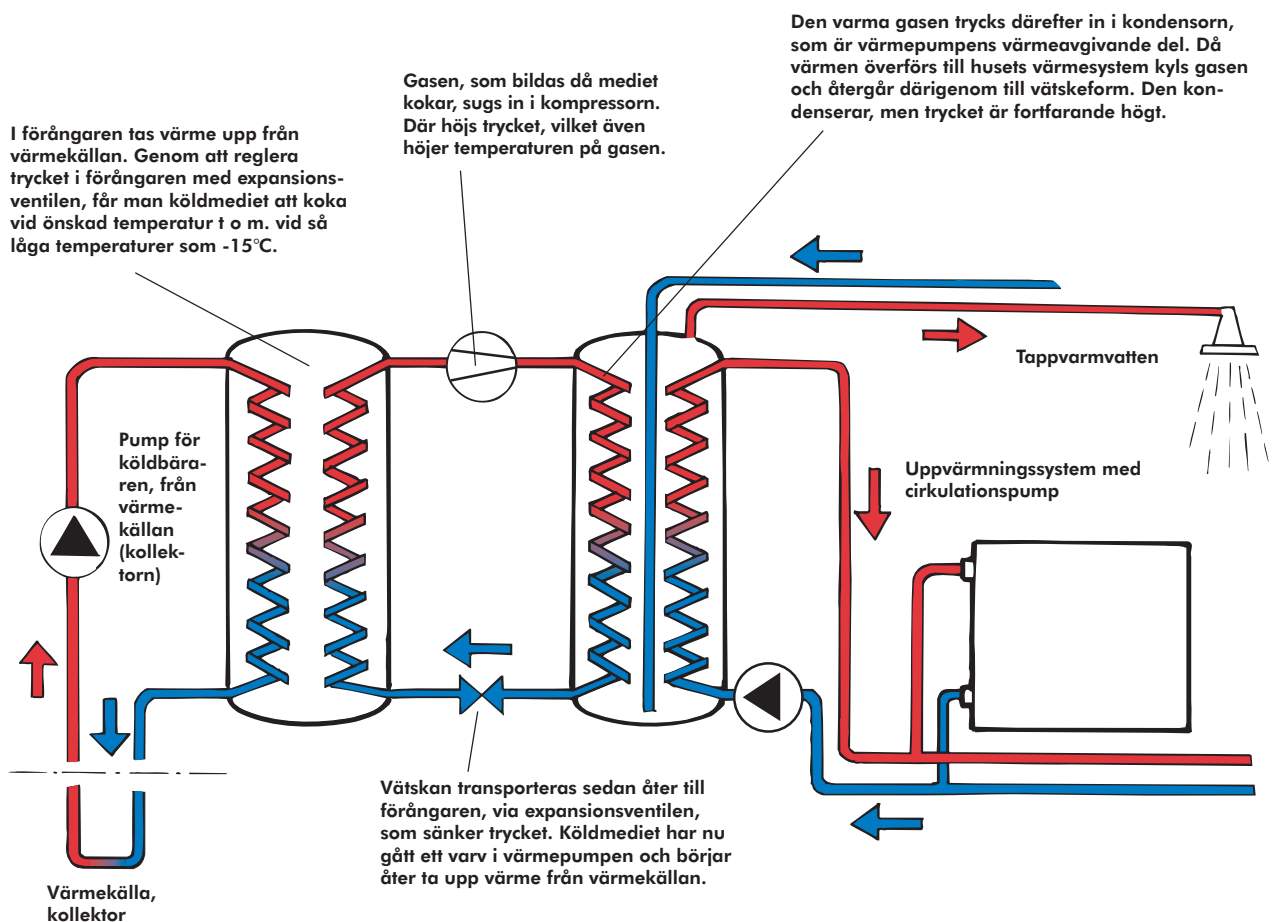 Den varma gasen trycks därefter in i kondensorn,
som är värmepumpens värmeavgivande del. Då
värmen överförs till husets värmesystem kyls gasen
och återgår därigenom till vätskeform. Den kon-
denserar, men trycket är fortfarande högt.
Gasen, som bildas då mediet
kokar, sugs in i kompressorn.
Där höjs trycket, vilket även
höjer temperaturen på gasen.
I förångaren tas värme upp från
värmekällan. Genom att reglera
trycket i förångaren med expansions-
ventilen, får man köldmediet att koka
vid önskad temperatur t o m. vid så
låga temperaturer som -15°C.
Tappvarmvatten
Pump för
köldbära-
ren, från
värme-
källan
(kollek-
torn)
Uppvärmningssystem med
cirkulationspump
Vätskan transporteras sedan åter till
förångaren, via expansionsventilen,
som sänker trycket. Köldmediet har nu
gått ett varv i värmepumpen och börjar
åter ta upp värme från värmekällan.
Värmekälla,
kollektor